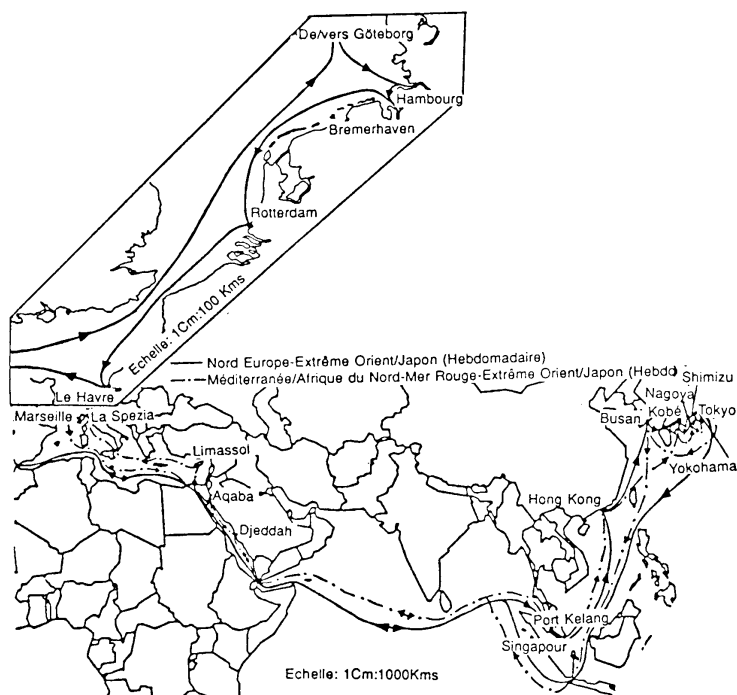 De/vers Göteborg
Hambourg
Bremerhaven
Rotterdam
Echelle: 1Cm:100 Kms
Nord Europe-Extrême Orient/Japon (Hebdomadaire)
Méditerranée/Afrique du Nord-Mer Rouge-Extrême Orient/Japon (Hebd)
Le Havre
Marseille
La Spezia
Limassol
Aqaba
Djeddah
Shimizu
Nagoya
Busan
Kobé
Tokyo
Yokohama
Hong Kong
Port Kelang
Singapour
Echelle: 1Cm:1000Kms